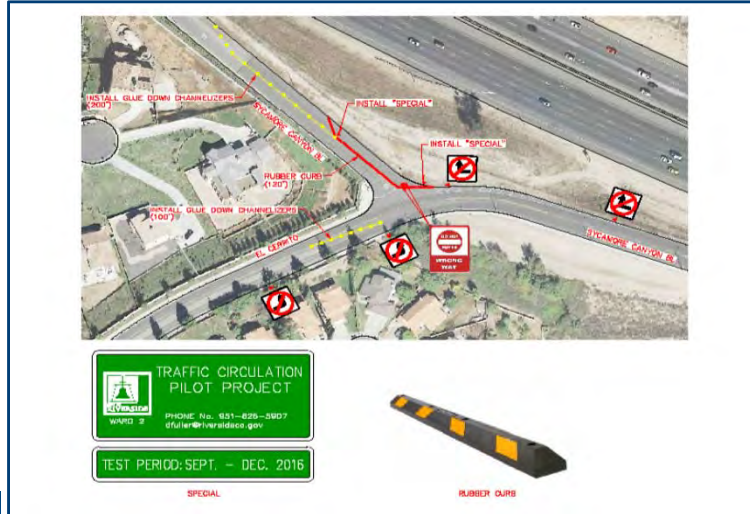 INSTALL GLUE DOWN CHANNELIZERS
(200')
SYCAMORE CANYON BL
INSTALL "SPECIAL"
INSTALL "SPECIAL"
RUBBER CURB
(120')
INSTALL GLUE DOWN CHANNELIZERS
(100')
EL CERRITO
WRONG
WAY
SYCAMORE CANYON BL
RIVERSIDE
WARD 2
TRAFFIC CIRCULATION
PILOT PROJECT
PHONE No. 951-826-5907
dfuller@riversideca.gov
TEST PERIOD: SEPT. - DEC. 2016
SPECIAL
RUBBER CURB